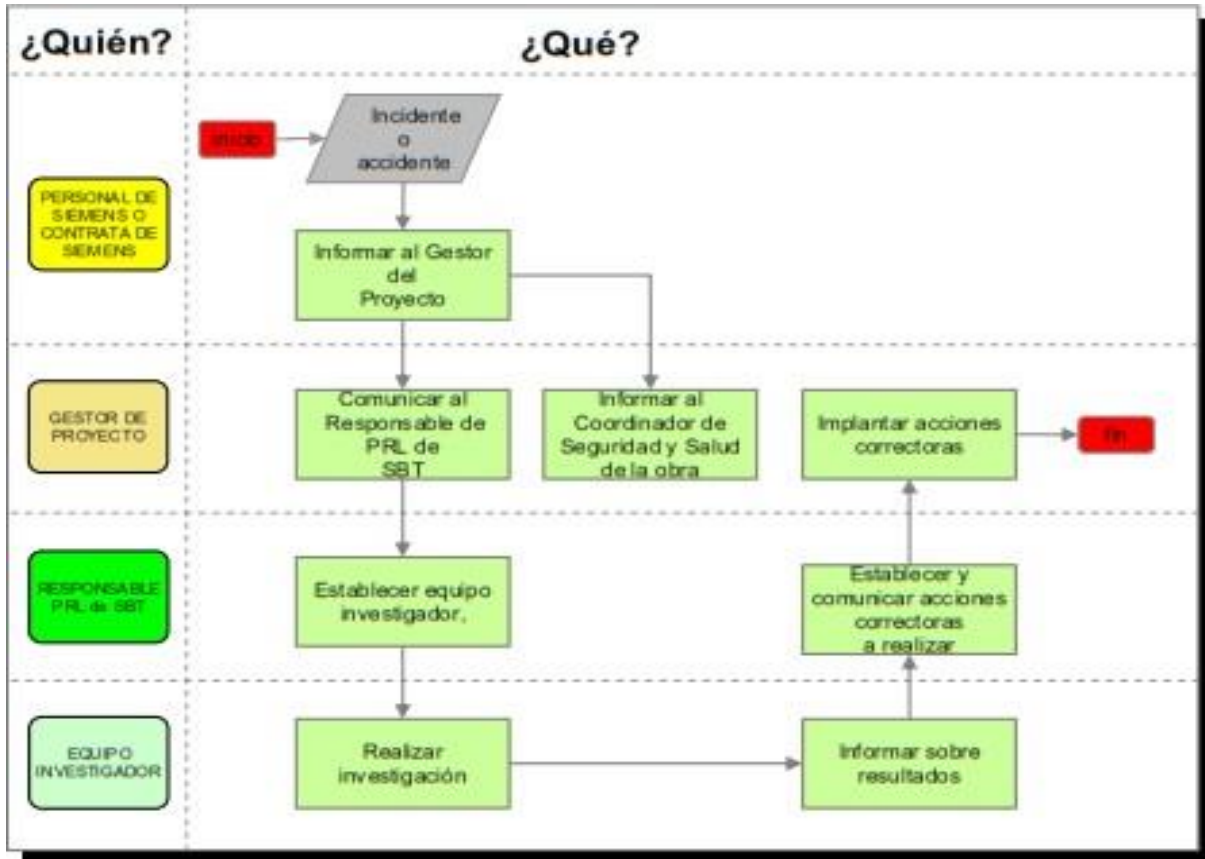 ¿Quién?
¿Qué?
inicio
Incidente
o
accidente
PERSONAL DE
SIEMENS O
CONTRATA DE
SIEMENS
Informar al Gestor
del
Proyecto
GESTOR DE
PROYECTO
Comunicar al
Responsable de
PRL de
SBT
Informar al
Coordinador de
Seguridad y Salud
de la obra
Implantar acciones
correctoras
fin
RESPONSABLE
PRL de SBT
Establecer equipo
investigador,
Establecer y
comunicar acciones
correctoras
a realizar
EQUIPO
INVESTIGADOR
Realizar
investigación
Informar sobre
resultados